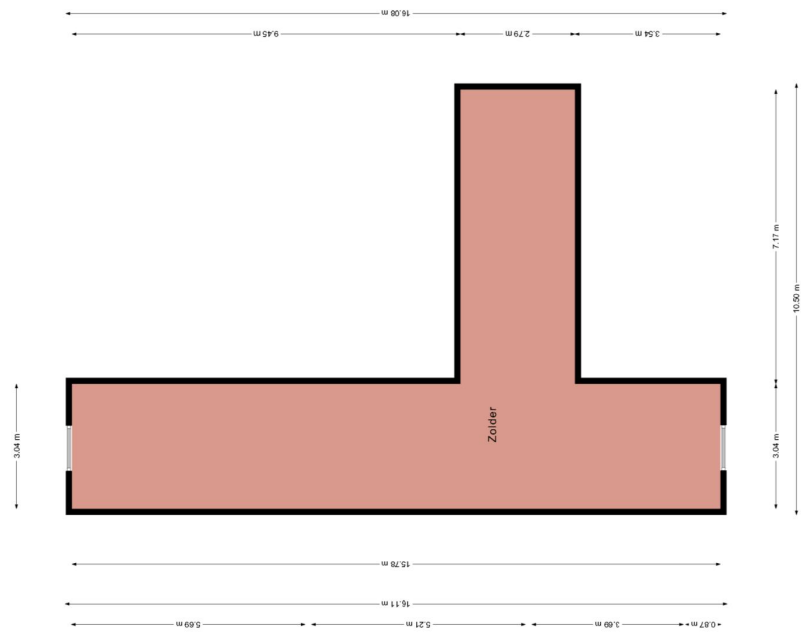 16.08 m
9.45 m
2.79 m
3.54 m
7.17 m
10.50 m
Zolder
3.04 m
3.04 m
15.78 m
16.11 m
5.69 m
5.21 m
3.69 m
0.87 m